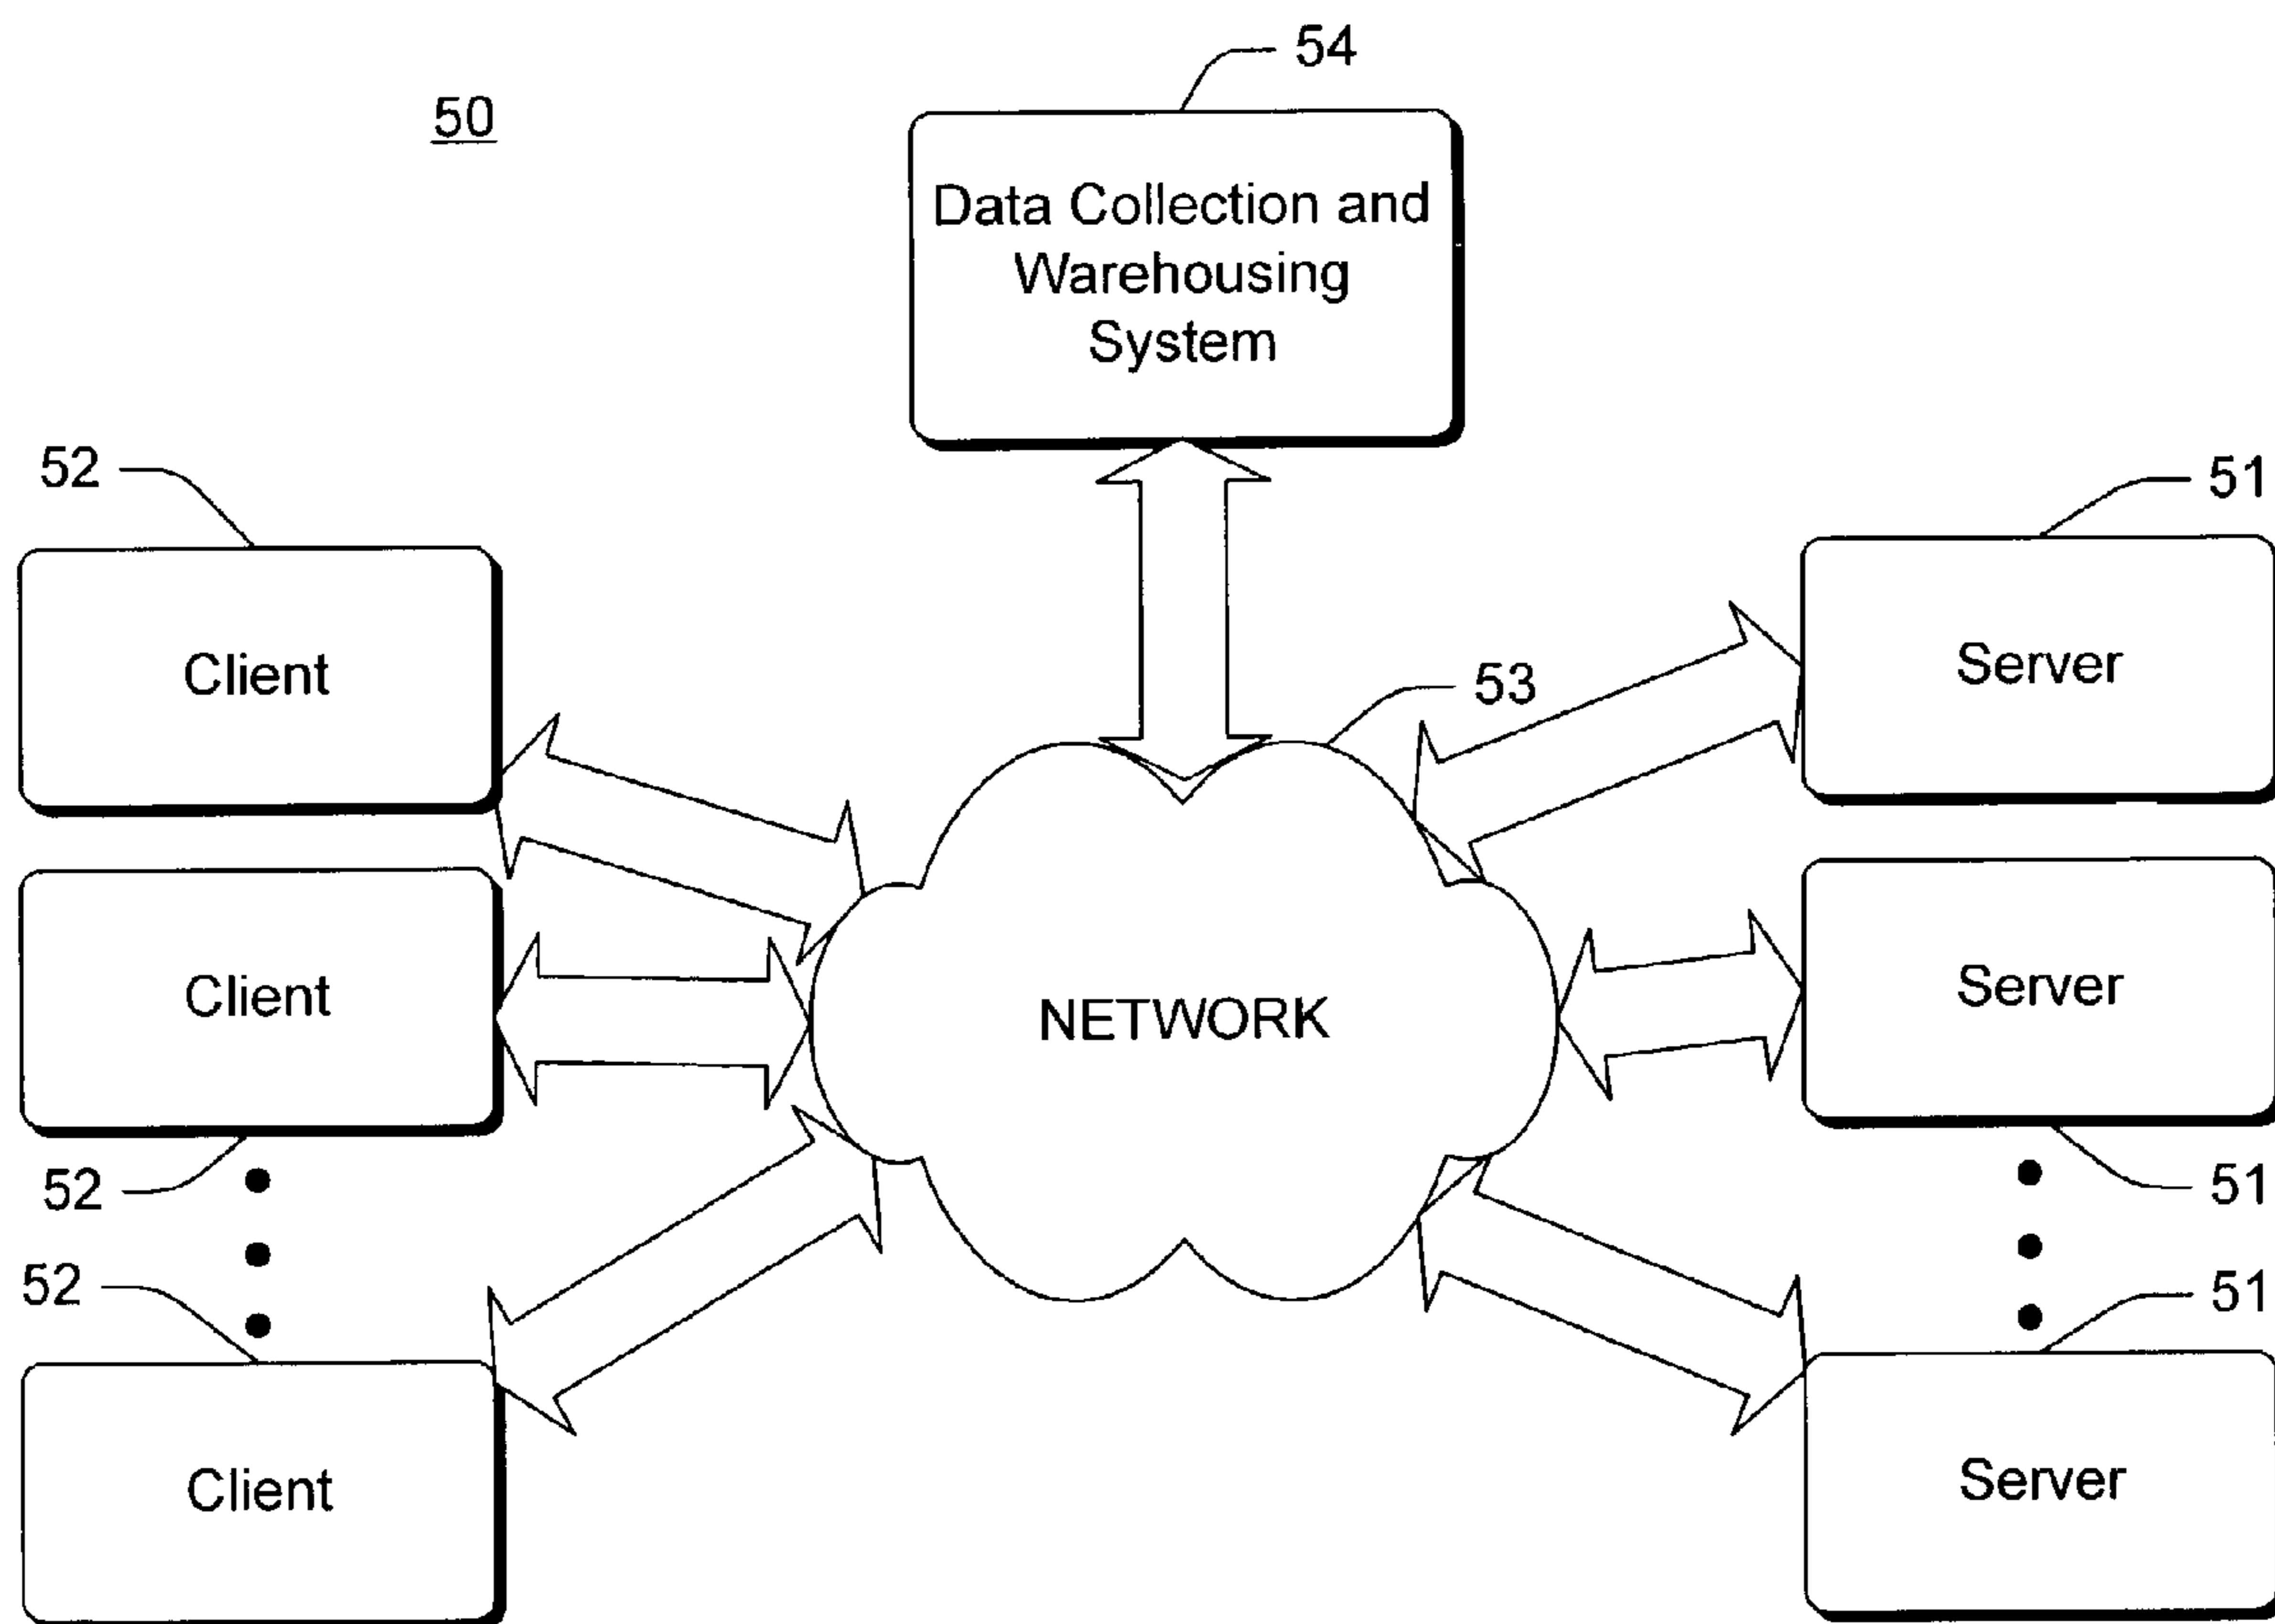 54
50
Data Collection and
Warehousing
System
52
51
Client
Server
53
Client
Server
NETWORK
52
51
52
51
Client
Server